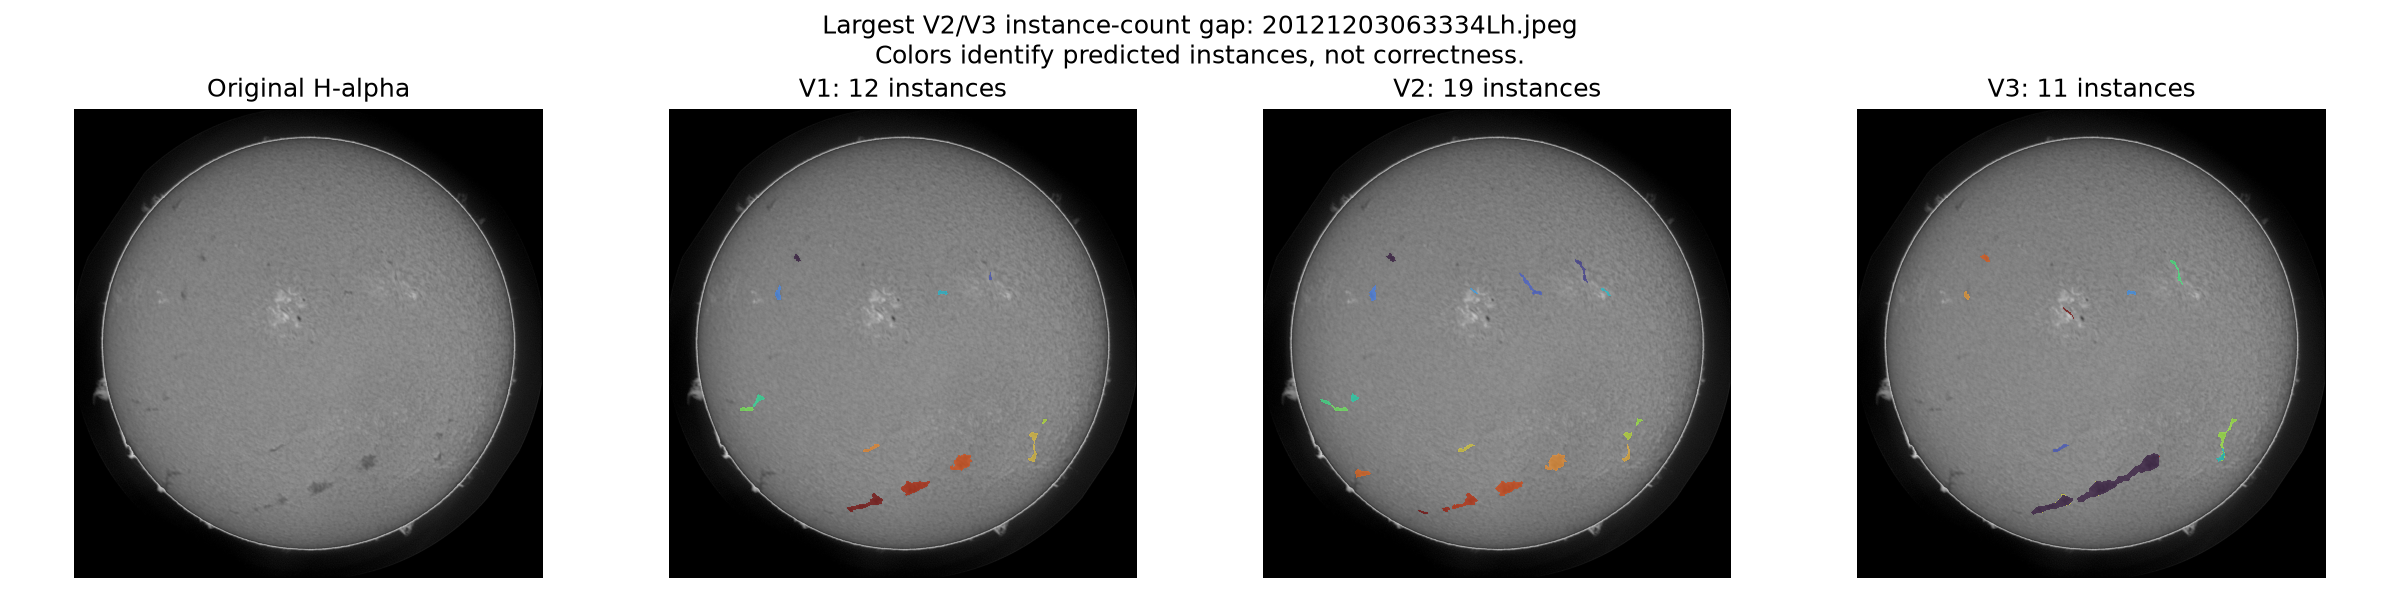 Largest V2/V3 instance-count gap: 20121203063334Lh.jpeg
Colors identify predicted instances, not correctness.
Original H-alpha
V1: 12 instances
V2: 19 instances
V3: 11 instances